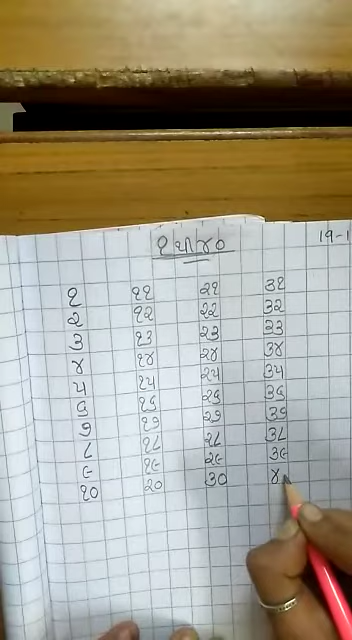 ૧ થી ૪૦ 19-1
૧ ૧૧ ૨૧ ૩૧
૨ ૧૨ ૨૨ ૩૨
૩ ૧૩ ૨૩ ૩૩
૪ ૧૪ ૨૪ ૩૪
૫ ૧૫ ૨૫ ૩૫
૬ ૧૬ ૨૬ ૩૬
૭ ૧૭ ૨૭ ૩૭
૮ ૧૮ ૨૮ ૩૮
૯ ૧૯ ૨૯ ૩૯
૧૦ ૨૦ ૩૦ ૪